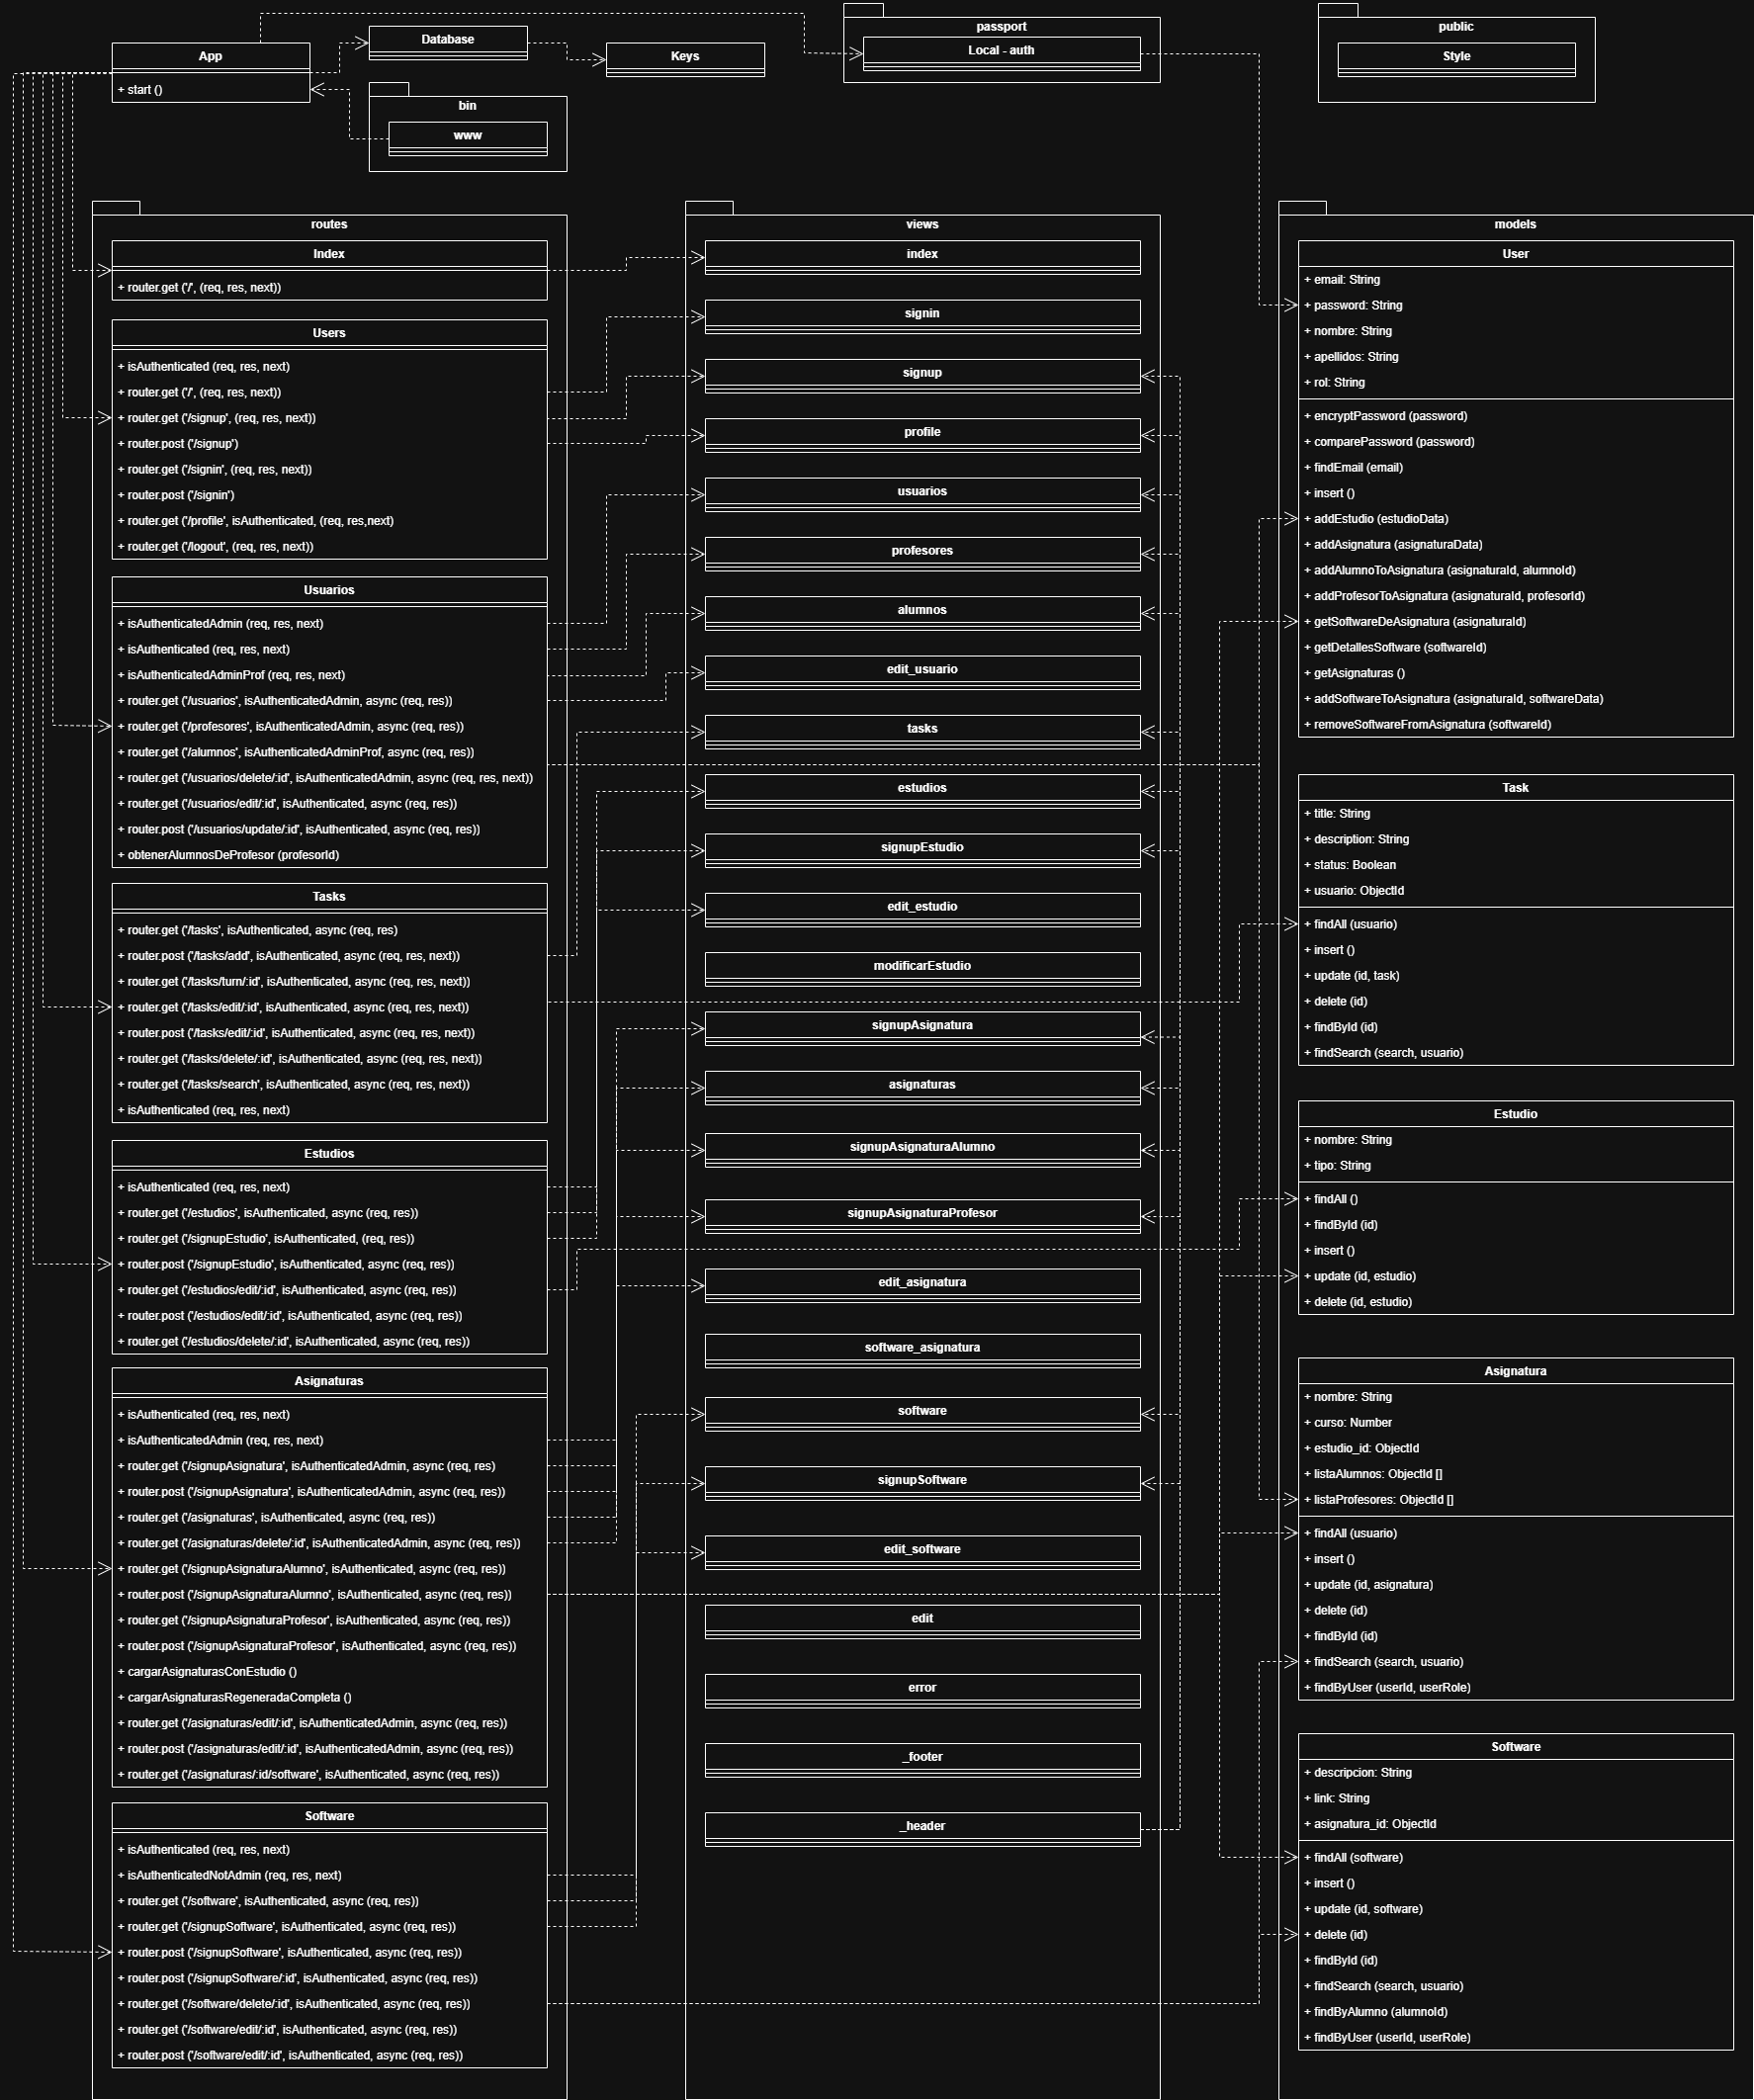 App
+ start ()
Database
Keys
bin
www
passport
Local - auth
public
Style
routes
Index
+ router.get ('/', (req, res, next))
Users
+ isAuthenticated (req, res, next)
+ router.get ('/', (req, res, next))
+ router.get ('/signup', (req, res, next))
+ router.post ('/signup')
+ router.get ('/signin', (req, res, next))
+ router.post ('/signin')
+ router.get ('/profile', isAuthenticated, (req, res,next)
+ router.get ('/logout', (req, res, next))
Usuarios
+ isAuthenticatedAdmin (req, res, next)
+ isAuthenticated (req, res, next)
+ isAuthenticatedAdminProf (req, res, next)
+ router.get ('/usuarios', isAuthenticatedAdmin, async (req, res))
+ router.get ('/profesores', isAuthenticatedAdmin, async (req, res))
+ router.get ('/alumnos', isAuthenticatedAdminProf, async (req, res))
+ router.get ('/usuarios/delete/:id', isAuthenticatedAdmin, async (req, res, next))
+ router.get ('/usuarios/edit/:id', isAuthenticated, async (req, res))
+ router.post ('/usuarios/update/:id', isAuthenticated, async (req, res))
+ obtenerAlumnosDeProfesor (profesorId)
Tasks
+ router.get ('/tasks', isAuthenticated, async (req, res)
+ router.post ('/tasks/add', isAuthenticated, async (req, res, next))
+ router.get ('/tasks/turn/:id', isAuthenticated, async (req, res, next))
+ router.get ('/tasks/edit/:id', isAuthenticated, async (req, res, next))
+ router.post ('/tasks/edit/:id', isAuthenticated, async (req, res, next))
+ router.get ('/tasks/delete/:id', isAuthenticated, async (req, res, next))
+ router.get ('/tasks/search', isAuthenticated, async (req, res, next))
+ isAuthenticated (req, res, next)
Estudios
+ isAuthenticated (req, res, next)
+ router.get ('/estudios', isAuthenticated, async (req, res))
+ router.get ('/signupEstudio', isAuthenticated, (req, res))
+ router.post ('/signupEstudio', isAuthenticated, async (req, res))
+ router.get ('/estudios/edit/:id', isAuthenticated, async (req, res))
+ router.post ('/estudios/edit/:id', isAuthenticated, async (req, res))
+ router.get ('/estudios/delete/:id', isAuthenticated, async (req, res))
Asignaturas
+ isAuthenticated (req, res, next)
+ isAuthenticatedAdmin (req, res, next)
+ router.get ('/signupAsignatura', isAuthenticatedAdmin, async (req, res)
+ router.post ('/signupAsignatura', isAuthenticatedAdmin, async (req, res))
+ router.get ('/asignaturas', isAuthenticated, async (req, res))
+ router.get ('/asignaturas/delete/:id', isAuthenticatedAdmin, async (req, res))
+ router.get ('/signupAsignaturaAlumno', isAuthenticated, async (req, res))
+ router.post ('/signupAsignaturaAlumno', isAuthenticated, async (req, res))
+ router.get ('/signupAsignaturaProfesor', isAuthenticated, async (req, res))
+ router.post ('/signupAsignaturaProfesor', isAuthenticated, async (req, res))
+ cargarAsignaturasConEstudio ()
+ cargarAsignaturasRegeneradaCompleta ()
+ router.get ('/asignaturas/edit/:id', isAuthenticatedAdmin, async (req, res))
+ router.post ('/asignaturas/edit/:id', isAuthenticatedAdmin, async (req, res))
+ router.get ('/asignaturas/:id/software', isAuthenticated, async (req, res))
Software
+ isAuthenticated (req, res, next)
+ isAuthenticatedNotAdmin (req, res, next)
+ router.get ('/software', isAuthenticated, async (req, res))
+ router.get ('/signupSoftware', isAuthenticated, async (req, res))
+ router.post ('/signupSoftware', isAuthenticated, async (req, res))
+ router.post ('/signupSoftware/:id', isAuthenticated, async (req, res))
+ router.get ('/software/delete/:id', isAuthenticated, async (req, res))
+ router.get ('/software/edit/:id', isAuthenticated, async (req, res))
+ router.post ('/software/edit/:id', isAuthenticated, async (req, res))
views
index
signin
signup
profile
usuarios
profesores
alumnos
edit_usuario
tasks
estudios
signupEstudio
edit_estudio
modificarEstudio
signupAsignatura
asignaturas
signupAsignaturaAlumno
signupAsignaturaProfesor
edit_asignatura
software_asignatura
software
signupSoftware
edit_software
edit
error
_footer
_header
models
User
+ email: String
+ password: String
+ nombre: String
+ apellidos: String
+ rol: String
+ encryptPassword (password)
+ comparePassword (password)
+ findEmail (email)
+ insert ()
+ addEstudio (estudioData)
+ addAsignatura (asignaturaData)
+ addAlumnoToAsignatura (asignaturaId, alumnoId)
+ addProfesorToAsignatura (asignaturaId, profesorId)
+ getSoftwareDeAsignatura (asignaturaId)
+ getDetallesSoftware (softwareId)
+ getAsignaturas ()
+ addSoftwareToAsignatura (asignaturaId, softwareData)
+ removeSoftwareFromAsignatura (softwareId)
Task
+ title: String
+ description: String
+ status: Boolean
+ usuario: ObjectId
+ findAll (usuario)
+ insert ()
+ update (id, task)
+ delete (id)
+ findById (id)
+ findSearch (search, usuario)
Estudio
+ nombre: String
+ tipo: String
+ findAll ()
+ findById (id)
+ insert ()
+ update (id, estudio)
+ delete (id, estudio)
Asignatura
+ nombre: String
+ curso: Number
+ estudio_id: ObjectId
+ listaAlumnos: ObjectId []
+ listaProfesores: ObjectId []
+ findAll (usuario)
+ insert ()
+ update (id, asignatura)
+ delete (id)
+ findById (id)
+ findSearch (search, usuario)
+ findByUser (userId, userRole)
Software
+ descripcion: String
+ link: String
+ asignatura_id: ObjectId
+ findAll (software)
+ insert ()
+ update (id, software)
+ delete (id)
+ findById (id)
+ findSearch (search, usuario)
+ findByAlumno (alumnoId)
+ findByUser (userId, userRole)